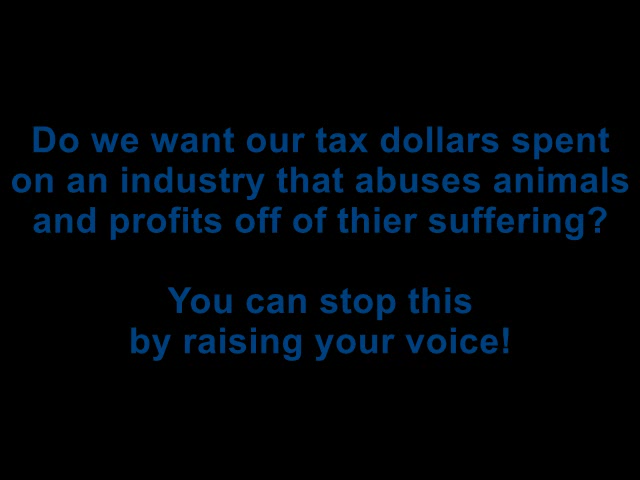 Do we want our tax dollars spent
on an industry that abuses animals
and profits off of thier suffering?
You can stop this
by raising your voice!